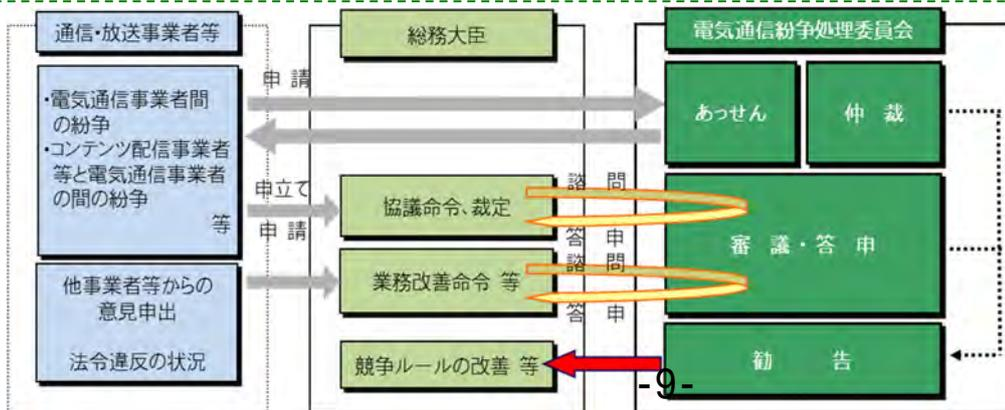 通信・放送事業者等
総務大臣
電気通信紛争処理委員会
・電気通信事業者間
の紛争
・コンテンツ配信事業者
等と電気通信事業者
の間の紛争
等
申 請
あっせん
仲 裁
申立て
申 請
協議命令、裁定
諮 問
答 申
審 議・答 申
他事業者等からの
意見申出
法令違反の状況
業務改善命令 等
諮 問
答 申
競争ルールの改善 等
勧 告
-9-